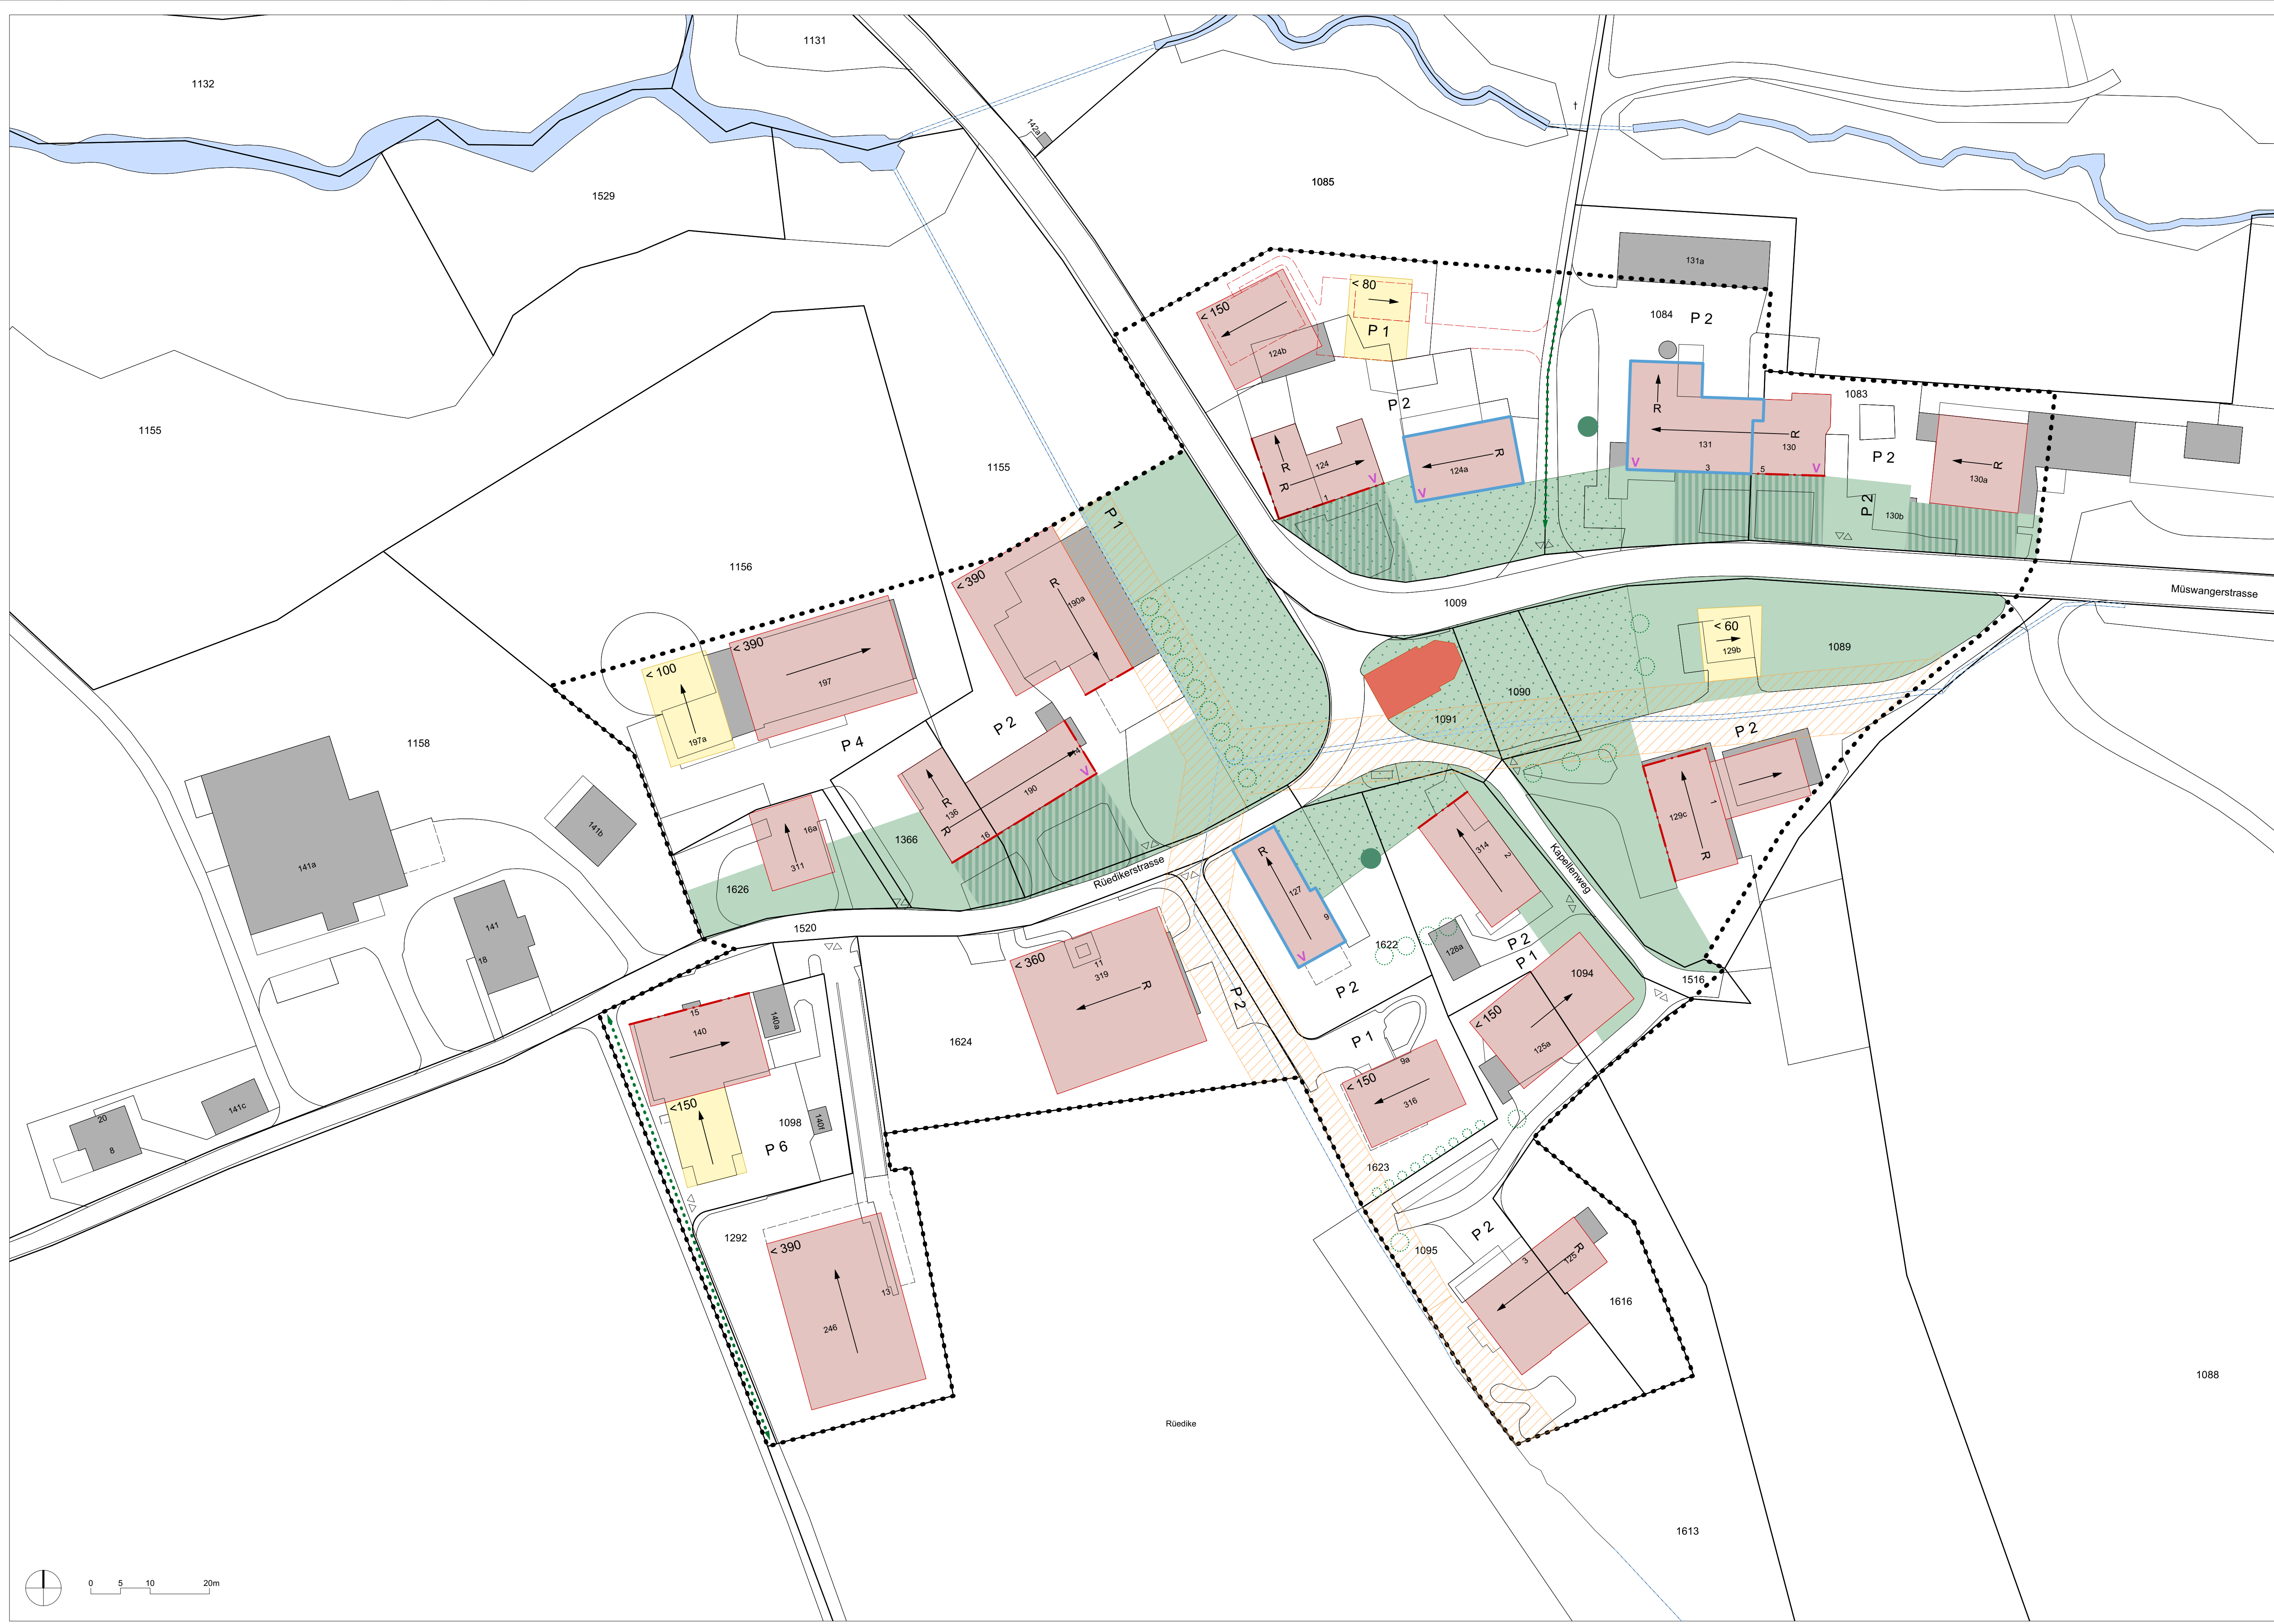 1131
1132
142a
†
1085
1529
131a
< 80
< 150
1084
P 2
P 1
124b
1155
P 2
1083
R
R
R
131
130
124
124a
R
R
R
V
V
V
V
3
5
1
P 2
R
130a
P 2
130b
1155
P 1
1156
< 390
R
190a
1009
Müswangerstrasse
< 60
129b
1089
< 390
< 100
197
197a
1090
1091
P 2
P 4
P 2
1158
14
V
R
136
190
R
16
141a
141b
16a
311
1366
1626
Rüedikerstrasse
129c
1
R
314
2
Kapellenweg
R
127
9
V
141
18
1520
1622
128a
P 2
P 1
P 2
1094
1516
< 360
11
319
R
P 2
15
140
140a
1624
< 150
125a
P 1
9a
< 150
316
141c
20
8
<150
1098
140f
P 6
1623
1292
< 390
13
246
P 2
1095
R
3
125
1616
1088
Rüedike
1613
0 5 10 20m